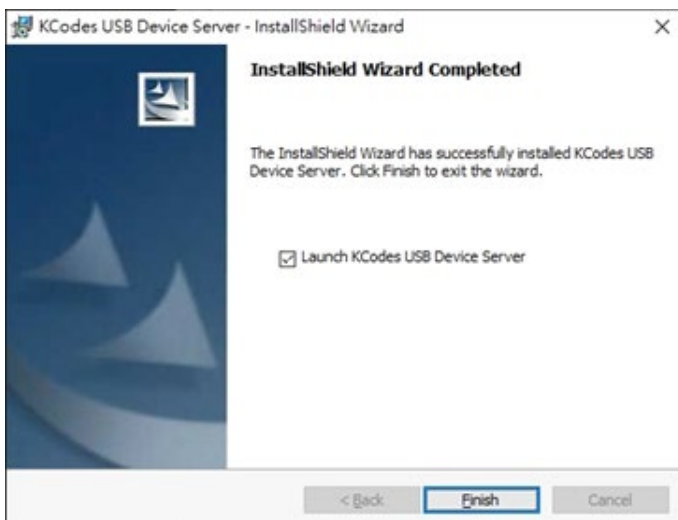 KCodes USB Device Server - InstallShield Wizard
InstallShield Wizard Completed
The InstallShield Wizard has successfully installed KCodes USB
Device Server. Click Finish to exit the wizard.
Launch KCodes USB Device Server
< Back Finish Cancel